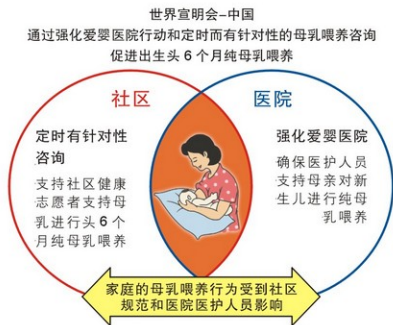 世界宣明会-中国
通过强化爱婴医院行动和定时而有针对性的母乳喂养咨询
促进出生头 6 个月纯母乳喂养
社区
医院
定时有针对性
咨询
支持社区健康
志愿者支持母
乳进行头 6 个
月纯母乳喂养
强化爱婴医院
确保医护人员
支持母亲对新
生儿进行纯母
乳喂养
家庭的母乳喂养行为受到社区
规范和医院医护人员影响